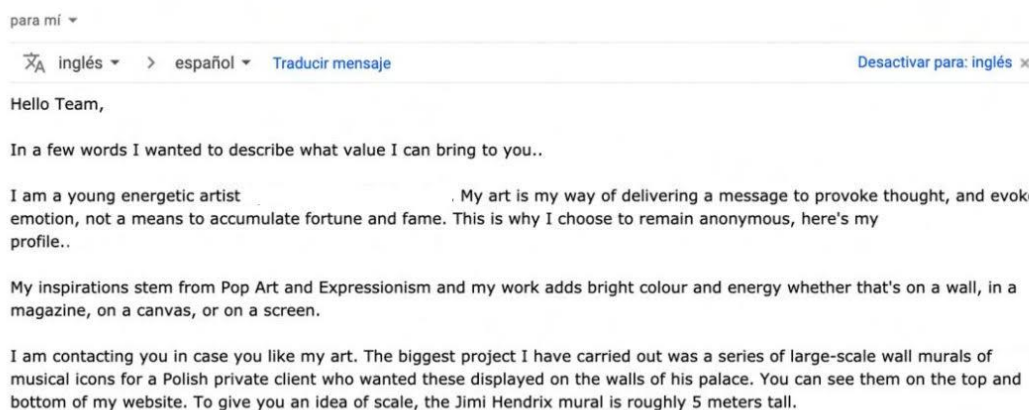 para mí
inglés > español Traducir mensaje Desactivar para: inglés ×
Hello Team,
In a few words I wanted to describe what value I can bring to you..
I am a young energetic artist . My art is my way of delivering a message to provoke thought, and evoke
emotion, not a means to accumulate fortune and fame. This is why I choose to remain anonymous, here's my
profile..
My inspirations stem from Pop Art and Expressionism and my work adds bright colour and energy whether that's on a wall, in a
magazine, on a canvas, or on a screen.
I am contacting you in case you like my art. The biggest project I have carried out was a series of large-scale wall murals of
musical icons for a Polish private client who wanted these displayed on the walls of his palace. You can see them on the top and
bottom of my website. To give you an idea of scale, the Jimi Hendrix mural is roughly 5 meters tall.